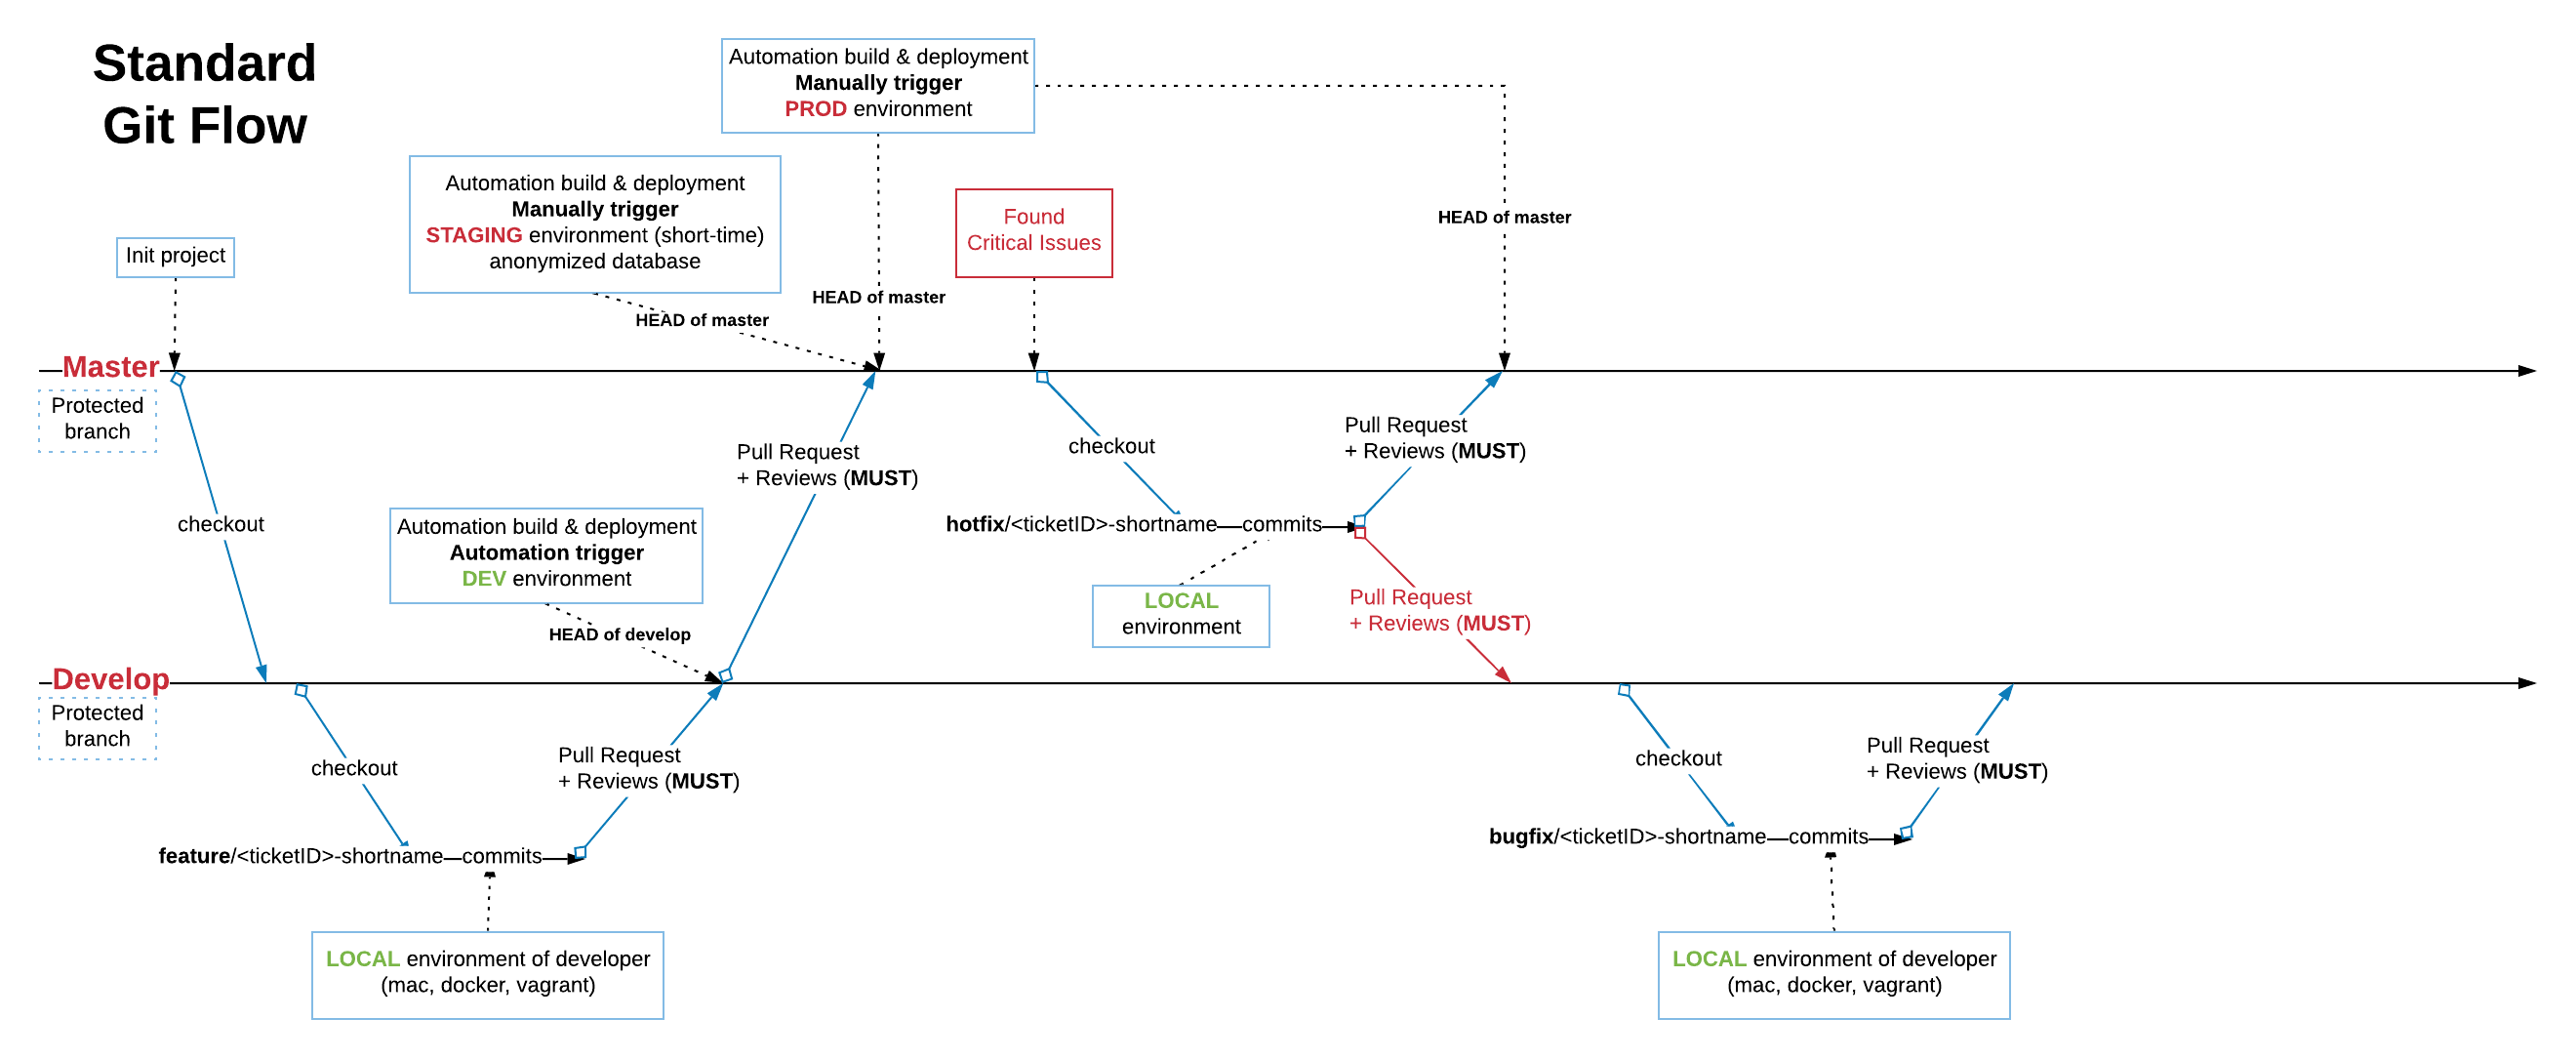 Standard
Git Flow
Automation build & deployment
Manually trigger
PROD environment
Automation build & deployment
Manually trigger
STAGING environment (short-time)
anonymized database
Found
Critical Issues
HEAD of master
Init project
HEAD of master
HEAD of master
Master
Protected
branch
Pull Request
+ Reviews (MUST)
checkout
Pull Request
+ Reviews (MUST)
checkout
Automation build & deployment
Automation trigger
DEV environment
hotfix/<ticketID>-shortname
commits
LOCAL
environment
Pull Request
+ Reviews (MUST)
HEAD of develop
Develop
Protected
branch
checkout
Pull Request
+ Reviews (MUST)
checkout
Pull Request
+ Reviews (MUST)
feature/<ticketID>-shortname
commits
bugfix/<ticketID>-shortname
commits
LOCAL environment of developer
(mac, docker, vagrant)
LOCAL environment of developer
(mac, docker, vagrant)